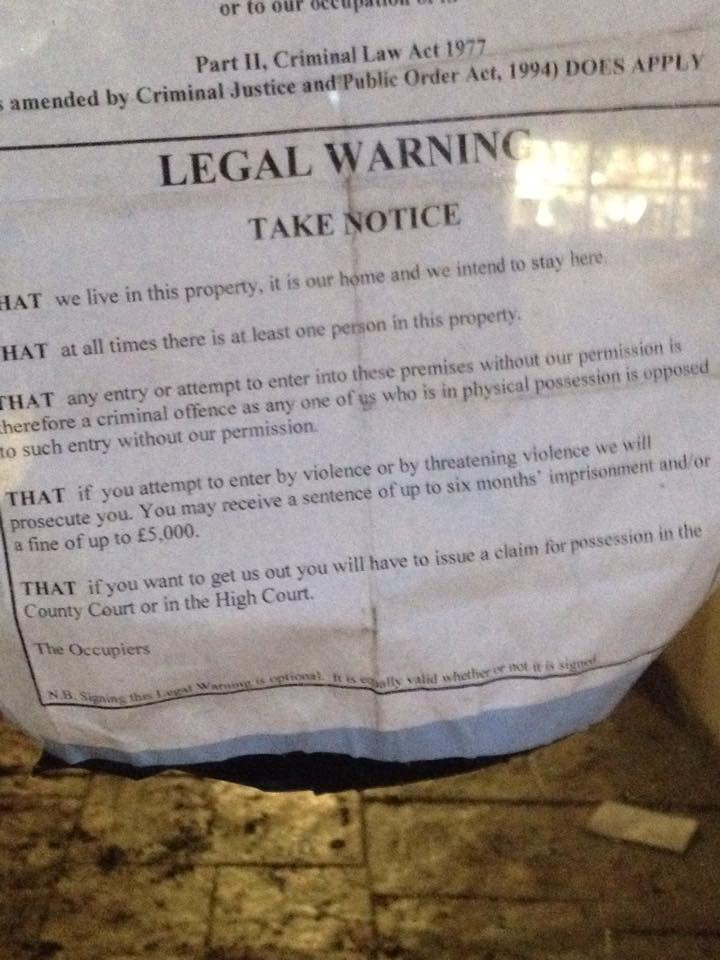 or to our occupation of
Part II, Criminal Law Act 1977
s amended by Criminal Justice and Public Order Act, 1994) DOES APPLY
LEGAL WARNING
TAKE NOTICE
HAT we live in this property, it is our home and we intend to stay here.
HAT at all times there is at least one person in this property.
THAT any entry or attempt to enter into these premises without our permission is
therefore a criminal offence as any one of us who is in physical possession is opposed
to such entry without our permission.
THAT if you attempt to enter by violence or by threatening violence we will
prosecute you. You may receive a sentence of up to six months' imprisonment and/or
a fine of up to £5,000.
THAT if you want to get us out you will have to issue a claim for possession in the
County Court or in the High Court.
The Occupiers
N.B. Signing this Legal Warning is optional. It is equally valid whether or not it is signed